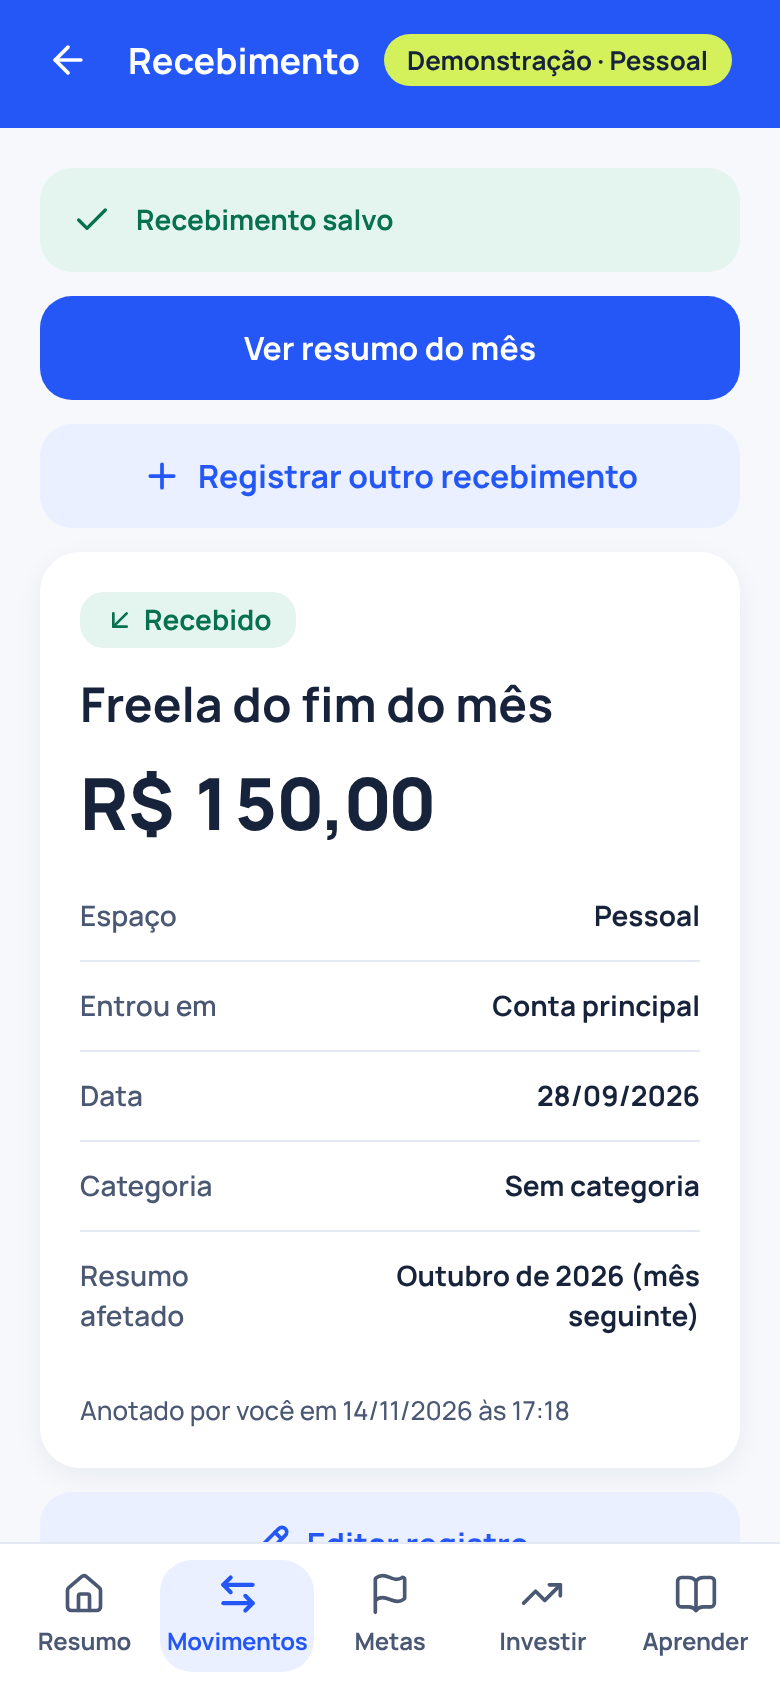 Recebimento
Demonstração · Pessoal
Recebimento salvo
Ver resumo do mês
Registrar outro recebimento
Recebido
Freela do fim do mês
R$ 150,00
Espaço Pessoal
Entrou em Conta principal
Data 28/09/2026
Categoria Sem categoria
Resumo afetado Outubro de 2026 (mês seguinte)
Anotado por você em 14/11/2026 às 17:18
Editar registro
Resumo Movimentos Metas Investir Aprender